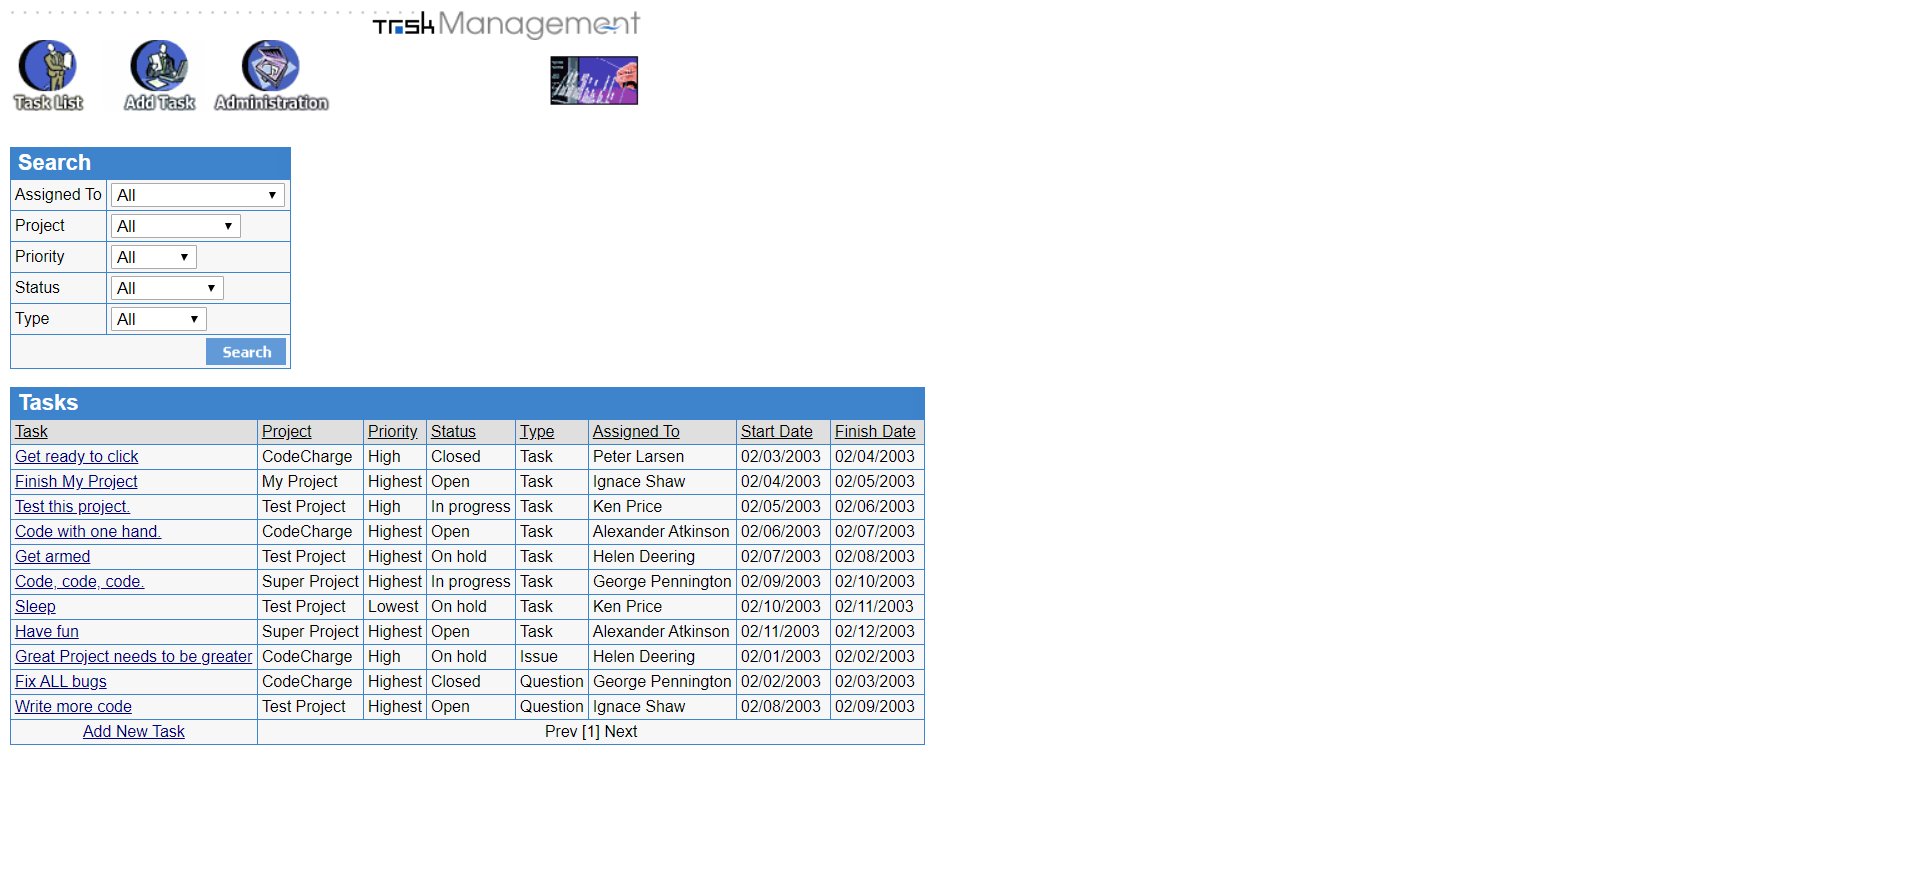 Task Management
Task List Add Task Administration
Search
Assigned To All
Project All
Priority All
Status All
Type All
Search
Tasks
Task Project Priority Status Type Assigned To Start Date Finish Date
Get ready to click CodeCharge High Closed Task Peter Larsen 02/03/2003 02/04/2003
Finish My Project My Project Highest Open Task Ignace Shaw 02/04/2003 02/05/2003
Test this project. Test Project High In progress Task Ken Price 02/05/2003 02/06/2003
Code with one hand. CodeCharge Highest Open Task Alexander Atkinson 02/06/2003 02/07/2003
Get armed Test Project Highest On hold Task Helen Deering 02/07/2003 02/08/2003
Code, code, code. Super Project Highest In progress Task George Pennington 02/09/2003 02/10/2003
Sleep Test Project Lowest On hold Task Ken Price 02/10/2003 02/11/2003
Have fun Super Project Highest Open Task Alexander Atkinson 02/11/2003 02/12/2003
Great Project needs to be greater CodeCharge High On hold Issue Helen Deering 02/01/2003 02/02/2003
Fix ALL bugs CodeCharge Highest Closed Question George Pennington 02/02/2003 02/03/2003
Write more code Test Project Highest Open Question Ignace Shaw 02/08/2003 02/09/2003
Add New Task Prev [1] Next